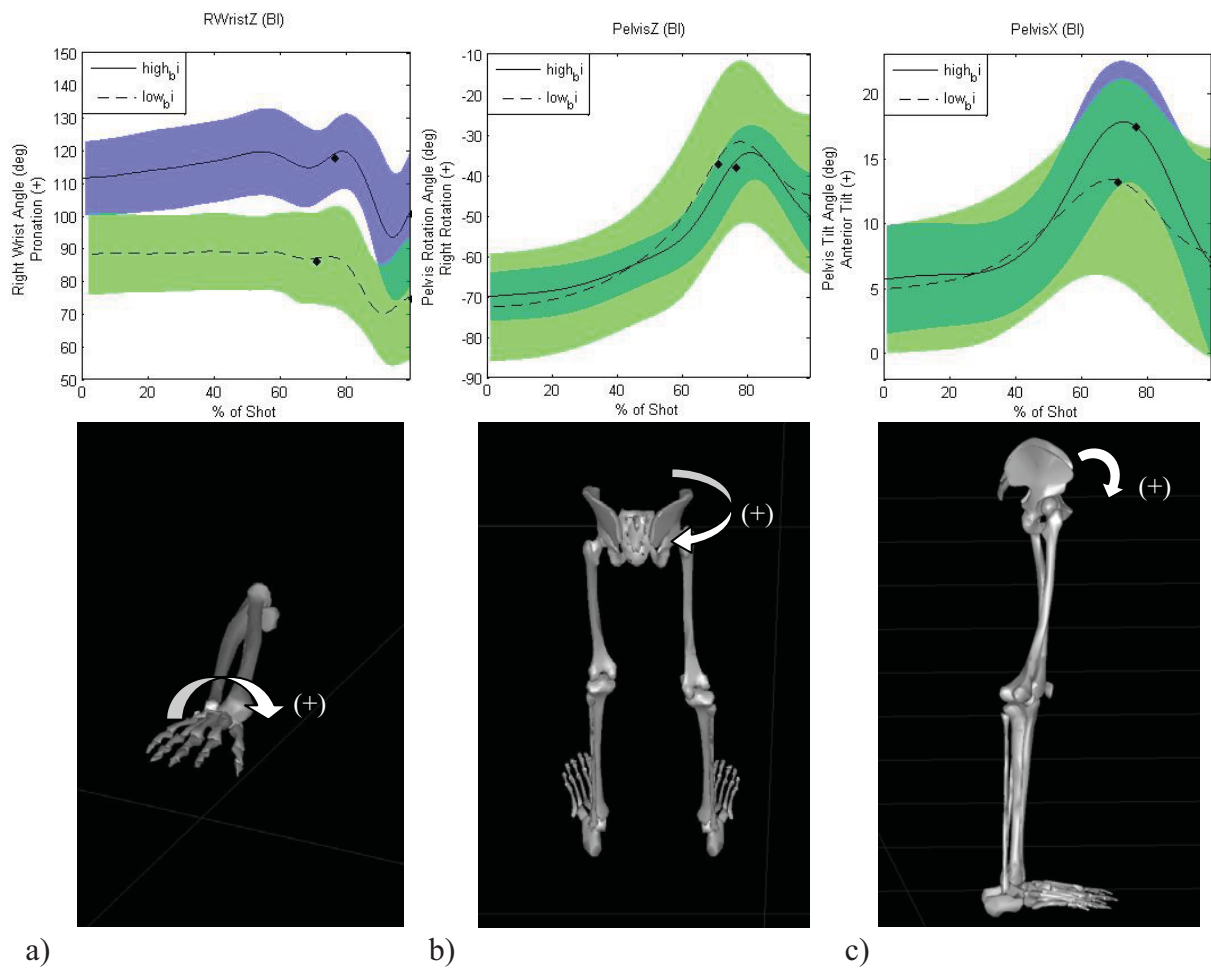 RWristZ (BI)
150
140
130
120
110
100
90
80
70
60
50
high_bi
low_bi
Right Wrist Angle (deg)
Pronation (+)
0
20
40
60
80
% of Shot
PelvisZ (BI)
-10
-20
-30
-40
-50
-60
-70
-80
-90
high_bi
low_bi
Pelvis Rotation Angle (deg)
Right Rotation (+)
0
20
40
60
80
% of Shot
PelvisX (BI)
20
15
10
5
0
high_bi
low_bi
Pelvis Tilt Angle (deg)
Anterior Tilt (+)
0
20
40
60
80
% of Shot
(+)
(+)
(+)
a)
b)
c)